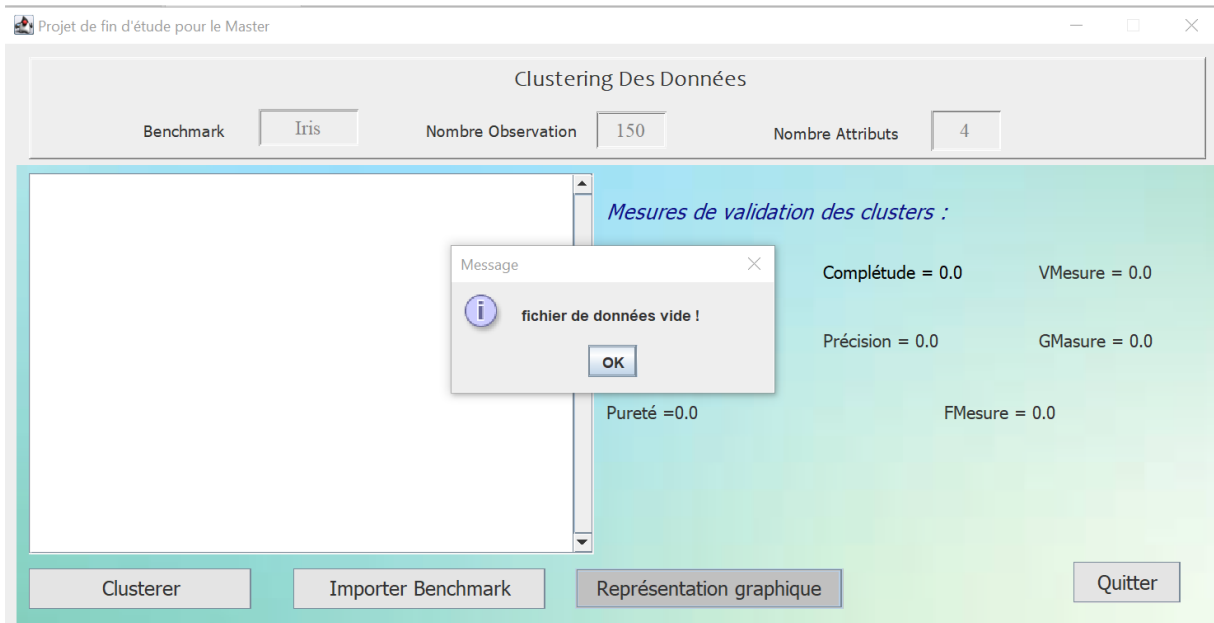 Projet de fin d'étude pour le Master
Clustering Des Données
Benchmark Iris Nombre Observation 150 Nombre Attributs 4
Mesures de validation des clusters :
Message
fichier de données vide !
OK
Complétude = 0.0 VMesure = 0.0
Précision = 0.0 GMasure = 0.0
Pureté =0.0 FMesure = 0.0
Clusterer Importer Benchmark Représentation graphique Quitter